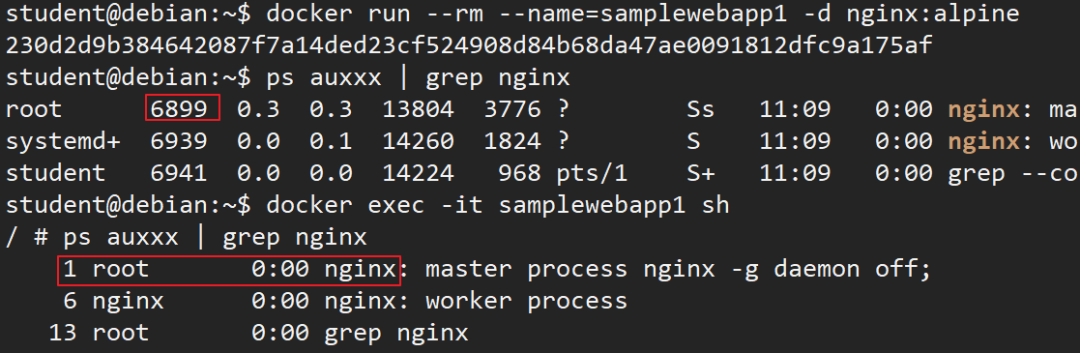 student@debian:~$ docker run --rm --name=samplewebapp1 -d nginx:alpine
230d2d9b384642087f7a14ded23cf524908d84b68da47ae0091812dfc9a175af
student@debian:~$ ps auxxx | grep nginx
root 6899 0.3 0.3 13804 3776 ? Ss 11:09 0:00 nginx: ma
systemd+ 6939 0.0 0.1 14260 1824 ? S 11:09 0:00 nginx: wo
student 6941 0.0 0.0 14224 968 pts/1 S+ 11:09 0:00 grep --co
student@debian:~$ docker exec -it samplewebapp1 sh
/ # ps auxxx | grep nginx
1 root 0:00 nginx: master process nginx -g daemon off;
6 nginx 0:00 nginx: worker process
13 root 0:00 grep nginx